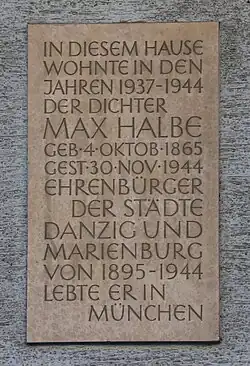 IN DIESEM HAUSE
WOHNTE IN DEN
JAHREN 1937-1944
DER DICHTER
MAX HALBE
GEB·4·OKTOB·1865
GEST·30·NOV·1944
EHRENBÜRGER
DER STÄDTE
DANZIG UND
MARIENBURG
VON 1895-1944
LEBTE ER IN
MÜNCHEN